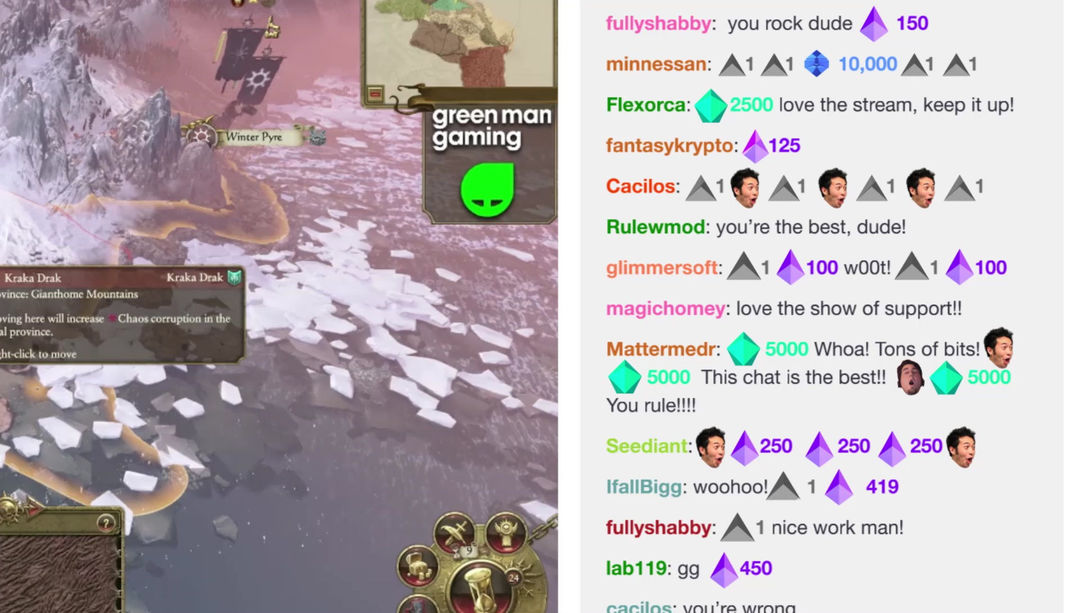 Winter Pyre
green man
gaming
Kraka Drak
Kraka Drak
ovince: Gianthome Mountains
oving here will increase Chaos corruption in the
al province.
ght-click to move
?
9
24
fullyshabby: you rock dude 150
minnessan: 1 1 10,000 1 1
Flexorca: 2500 love the stream, keep it up!
fantasykrypto: 125
Cacilos: 1 1 1 1
Rulewmod: you’re the best, dude!
glimmersoft: 1 100 w00t! 1 100
magichomey: love the show of support!!
Mattermedr: 5000 Whoa! Tons of bits!
5000 This chat is the best!! 5000
You rule!!!!
Seediant: 250 250 250
IfallBigg: woohoo! 1 419
fullyshabby: 1 nice work man!
lab119: gg 450
cacilos: you’re wrong